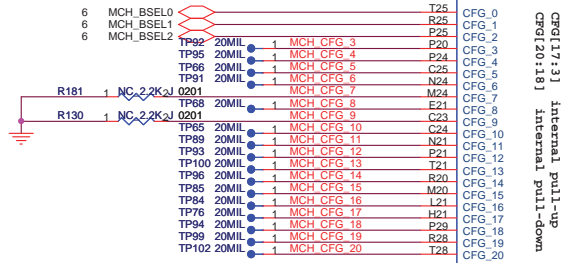 6 MCH_BSEL0 T25 CFG_0
6 MCH_BSEL1 R25 CFG_1
6 MCH_BSEL2 P25 CFG_2
TP92 20MIL 1 MCH_CFG_3 P20 CFG_3
TP95 20MIL 1 MCH_CFG_4 P24 CFG_4
TP66 20MIL 1 MCH_CFG_5 C25 CFG_5
TP91 20MIL 1 MCH_CFG_6 N24 CFG_6
R181 1 NC_2.2K 2 J 0201 MCH_CFG_7 M24 CFG_7
TP68 20MIL 1 MCH_CFG_8 E21 CFG_8
R130 1 NC_2.2K 2 J 0201 MCH_CFG_9 C23 CFG_9
TP65 20MIL 1 MCH_CFG_10 C24 CFG_10
TP89 20MIL 1 MCH_CFG_11 N21 CFG_11
TP93 20MIL 1 MCH_CFG_12 P21 CFG_12
TP100 20MIL 1 MCH_CFG_13 T21 CFG_13
TP96 20MIL 1 MCH_CFG_14 R20 CFG_14
TP85 20MIL 1 MCH_CFG_15 M20 CFG_15
TP84 20MIL 1 MCH_CFG_16 L21 CFG_16
TP76 20MIL 1 MCH_CFG_17 H21 CFG_17
TP94 20MIL 1 MCH_CFG_18 P29 CFG_18
TP99 20MIL 1 MCH_CFG_19 R28 CFG_19
TP102 20MIL 1 MCH_CFG_20 T28 CFG_20
CFG[17:3] internal pull-up
CFG[20:18] internal pull-down